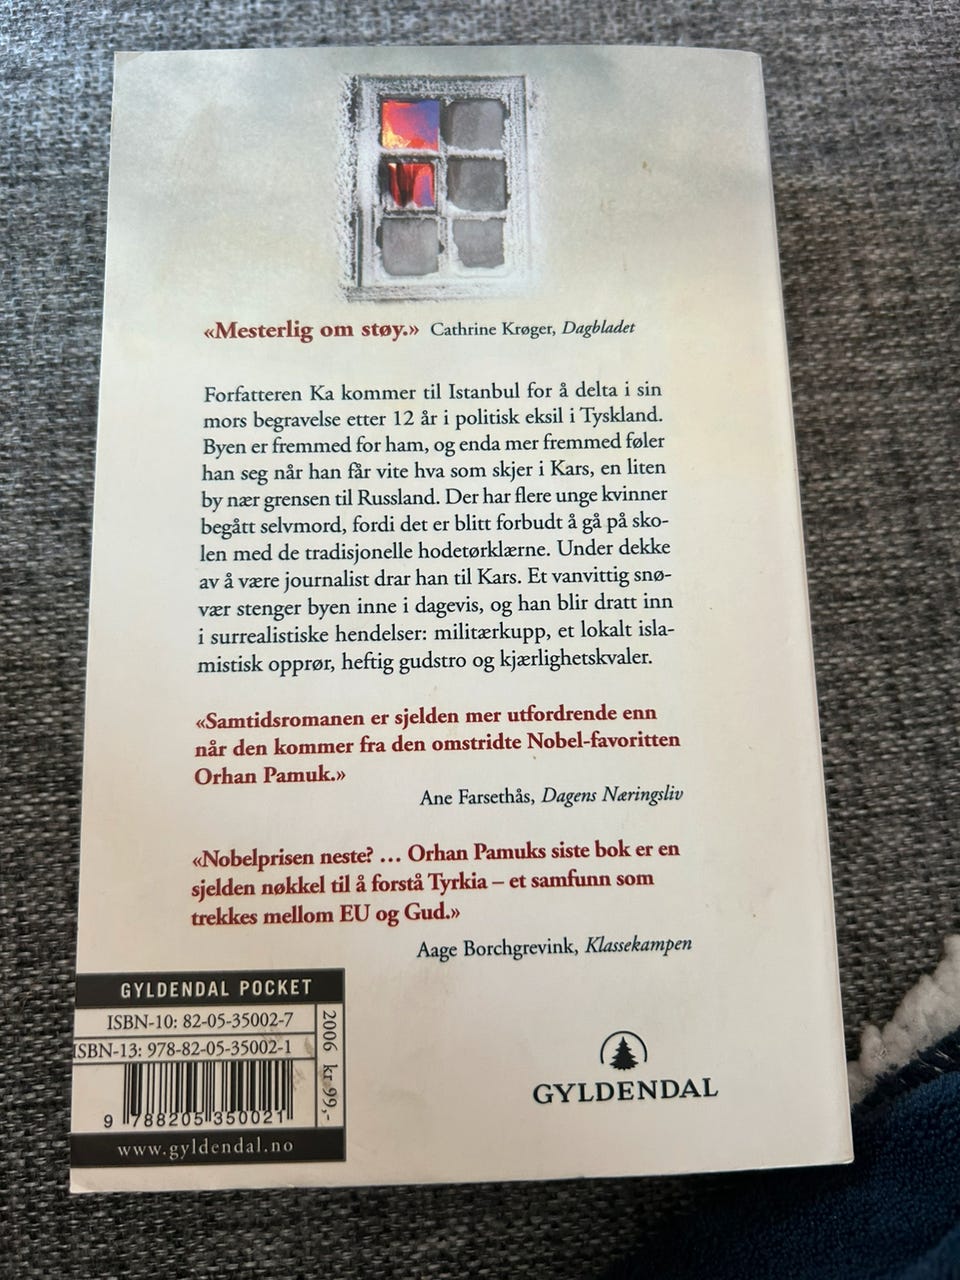 «Mesterlig om støy.» Cathrine Krøger, Dagbladet
Forfatteren Ka kommer til Istanbul for å delta i sin
mors begravelse etter 12 år i politisk eksil i Tyskland.
Byen er fremmed for ham, og enda mer fremmed føler
han seg når han får vite hva som skjer i Kars, en liten
by nær grensen til Russland. Der har flere unge kvinner
begått selvmord, fordi det er blitt forbudt å gå på sko-
len med de tradisjonelle hodetørklærne. Under dekke
av å være journalist drar han til Kars. Et vanvittig snø-
vær stenger byen inne i dagevis, og han blir dratt inn
i surrealistiske hendelser: militærkupp, et lokalt isla-
mistisk opprør, heftig gudstro og kjærlighetskvaler.
«Samtidsromanen er sjelden mer utfordrende enn
når den kommer fra den omstridte Nobel-favoritten
Orhan Pamuk.»
Ane Farsethås, Dagens Næringsliv
«Nobelprisen neste? ... Orhan Pamuks siste bok er en
sjelden nøkkel til å forstå Tyrkia – et samfunn som
trekkes mellom EU og Gud.»
Aage Borchgrevink, Klassekampen
GYLDENDAL POCKET
ISBN-10: 82-05-35002-7
ISBN-13: 978-82-05-35002-1
2006 kr 99,-
9 788205 350021
www.gyldendal.no
GYLDENDAL